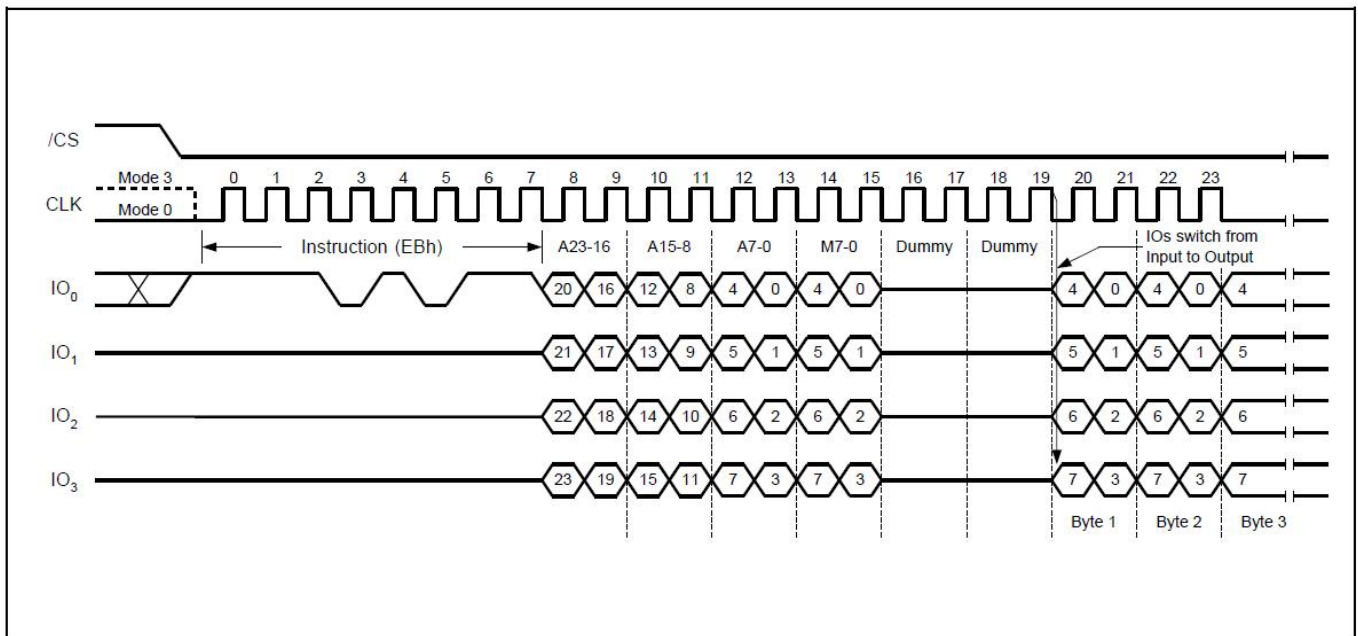 /CS
Mode 3
0 1 2 3 4 5 6 7 8 9 10 11 12 13 14 15 16 17 18 19 20 21 22 23
CLK
Mode 0
Instruction (EBh) A23-16 A15-8 A7-0 M7-0 Dummy Dummy
IOs switch from
Input to Output
IO0 20 16 12 8 4 0 4 0 4 0 4 0 4
IO1 21 17 13 9 5 1 5 1 5 1 5 1 5
IO2 22 18 14 10 6 2 6 2 6 2 6 2 6
IO3 23 19 15 11 7 3 7 3 7 3 7 3 7
Byte 1 Byte 2 Byte 3